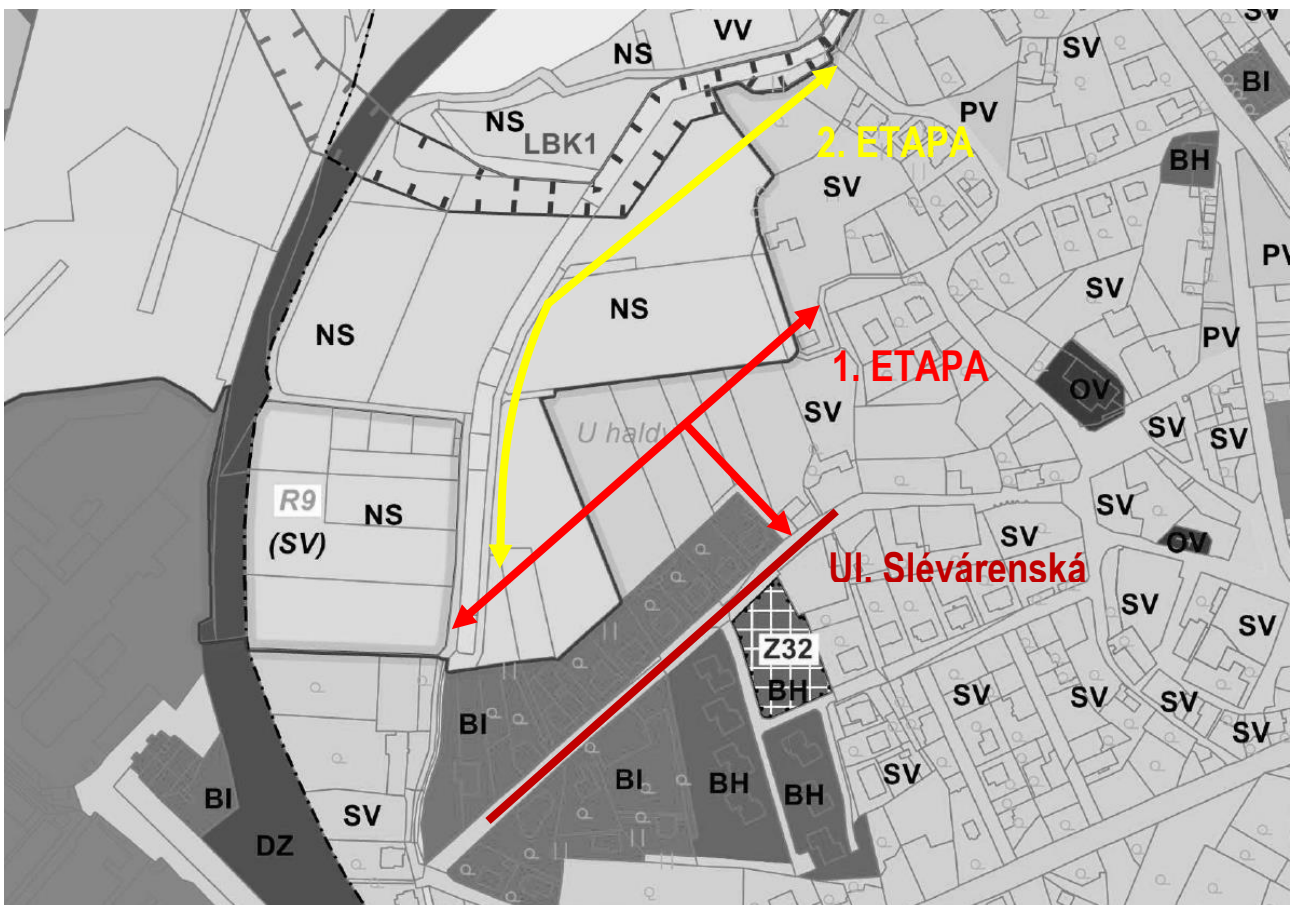 SV
VV
NS
SV
BI
NS
LBK1
PV
2. ETAPA
BH
SV
PV
SV
NS
NS
PV
1. ETAPA
OV
U hald
SV
SV
SV
R9
NS
(SV)
SV
OV
SV
Ul. Slévárenská
SV
SV
Z32
BH
SV
SV
SV
BI
SV
BI
BH
BH
SV
BI
SV
DZ